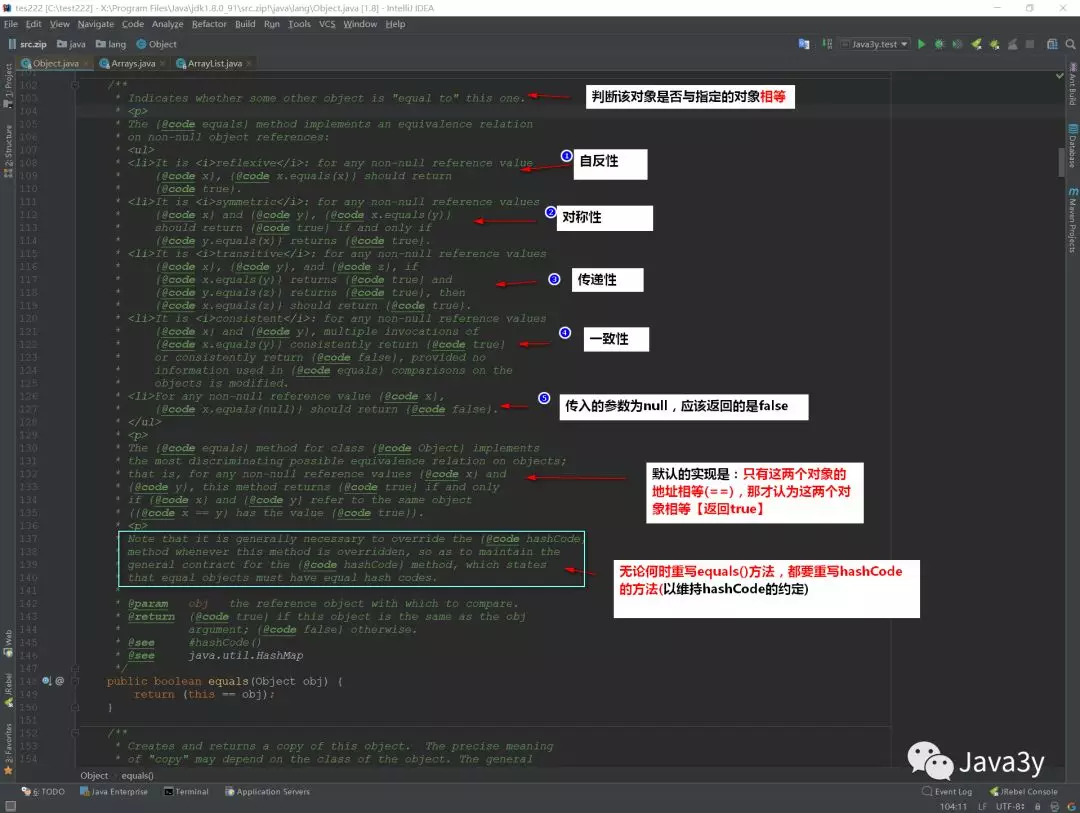 tes222 [C:\test222] - X:\Program Files\Java\jdk1.8.0_91\src.zip!\java\lang\Object.java [1.8] - IntelliJ IDEA
File Edit View Navigate Code Analyze Refactor Build Run Tools VCS Window Help
src.zip java lang Object Java3y.test
Object.java Arrays.java ArrayList.java
102 /**
103 * Indicates whether some other object is "equal to" this one. 判断该对象是否与指定的对象相等
104 * <p>
105 * The {@code equals} method implements an equivalence relation
106 * on non-null object references:
107 * <ul>
108 * <li>It is <i>reflexive</i>: for any non-null reference value 1 自反性
109 * {@code x}, {@code x.equals(x)} should return
110 * {@code true}.
111 * <li>It is <i>symmetric</i>: for any non-null reference values
112 * {@code x} and {@code y}, {@code x.equals(y)} 2 对称性
113 * should return {@code true} if and only if
114 * {@code y.equals(x)} returns {@code true}.
115 * <li>It is <i>transitive</i>: for any non-null reference values
116 * {@code x}, {@code y}, and {@code z}, if
117 * {@code x.equals(y)} returns {@code true} and 3 传递性
118 * {@code y.equals(z)} returns {@code true}, then
119 * {@code x.equals(z)} should return {@code true}.
120 * <li>It is <i>consistent</i>: for any non-null reference values
121 * {@code x} and {@code y}, multiple invocations of 4 一致性
122 * {@code x.equals(y)} consistently return {@code true}
123 * or consistently return {@code false}, provided no
124 * information used in {@code equals} comparisons on the
125 * objects is modified.
126 * <li>For any non-null reference value {@code x},
127 * {@code x.equals(null)} should return {@code false}. 5 传入的参数为null，应该返回的是false
128 * </ul>
129 * <p>
130 * The {@code equals} method for class {@code Object} implements
131 * the most discriminating possible equivalence relation on objects;
132 * that is, for any non-null reference values {@code x} and
133 * {@code y}, this method returns {@code true} if and only
134 * if {@code x} and {@code y} refer to the same object
135 * ({@code x == y} has the value {@code true}).
默认的实现是：只有这两个对象的
地址相等(==)，那才认为这两个对
象相等【返回true】
136 * <p>
137 * Note that it is generally necessary to override the {@code hashCode
138 * method whenever this method is overridden, so as to maintain the
139 * general contract for the {@code hashCode} method, which states
140 * that equal objects must have equal hash codes.
无论何时重写equals()方法，都要重写hashCode
的方法(以维持hashCode的约定)
141 *
142 * @param obj the reference object with which to compare.
143 * @return {@code true} if this object is the same as the obj
144 * argument; {@code false} otherwise.
145 * @see #hashCode()
146 * @see java.util.HashMap
147 */
148 @ public boolean equals(Object obj) {
149 return (this == obj);
150 }
151
152 /**
153 * Creates and returns a copy of this object. The precise meaning
154 * of "copy" may depend on the class of the object. The general
Object equals()
6: TODO Java Enterprise Terminal Application Servers Event Log JRebel Console
104:11 LF UTF-8
1: Project
2: Structure
Web
JRebel
2: Favorites
Ant Build
Database
Maven Projects
Java3y